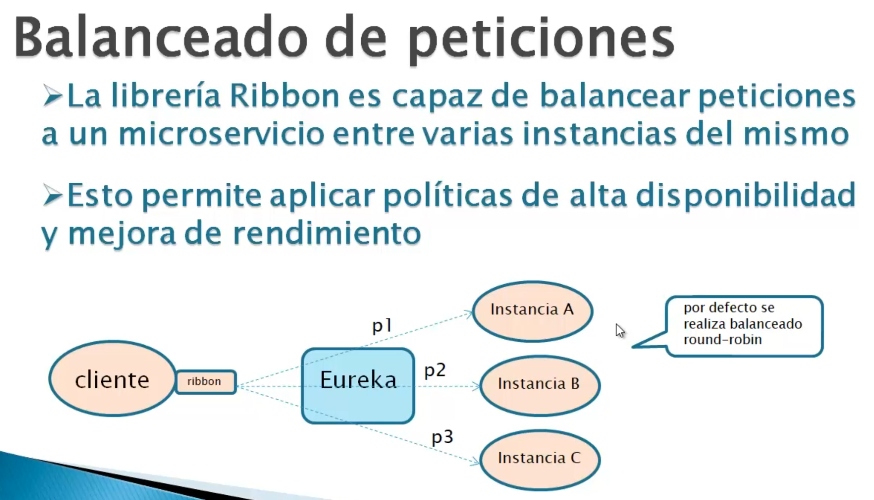 Balanceado de peticiones
➢La librería Ribbon es capaz de balancear peticiones
a un microservicio entre varias instancias del mismo
➢Esto permite aplicar políticas de alta disponibilidad
y mejora de rendimiento
p1
Instancia A
por defecto se
realiza balanceado
round-robin
cliente
ribbon
Eureka
p2
Instancia B
p3
Instancia C